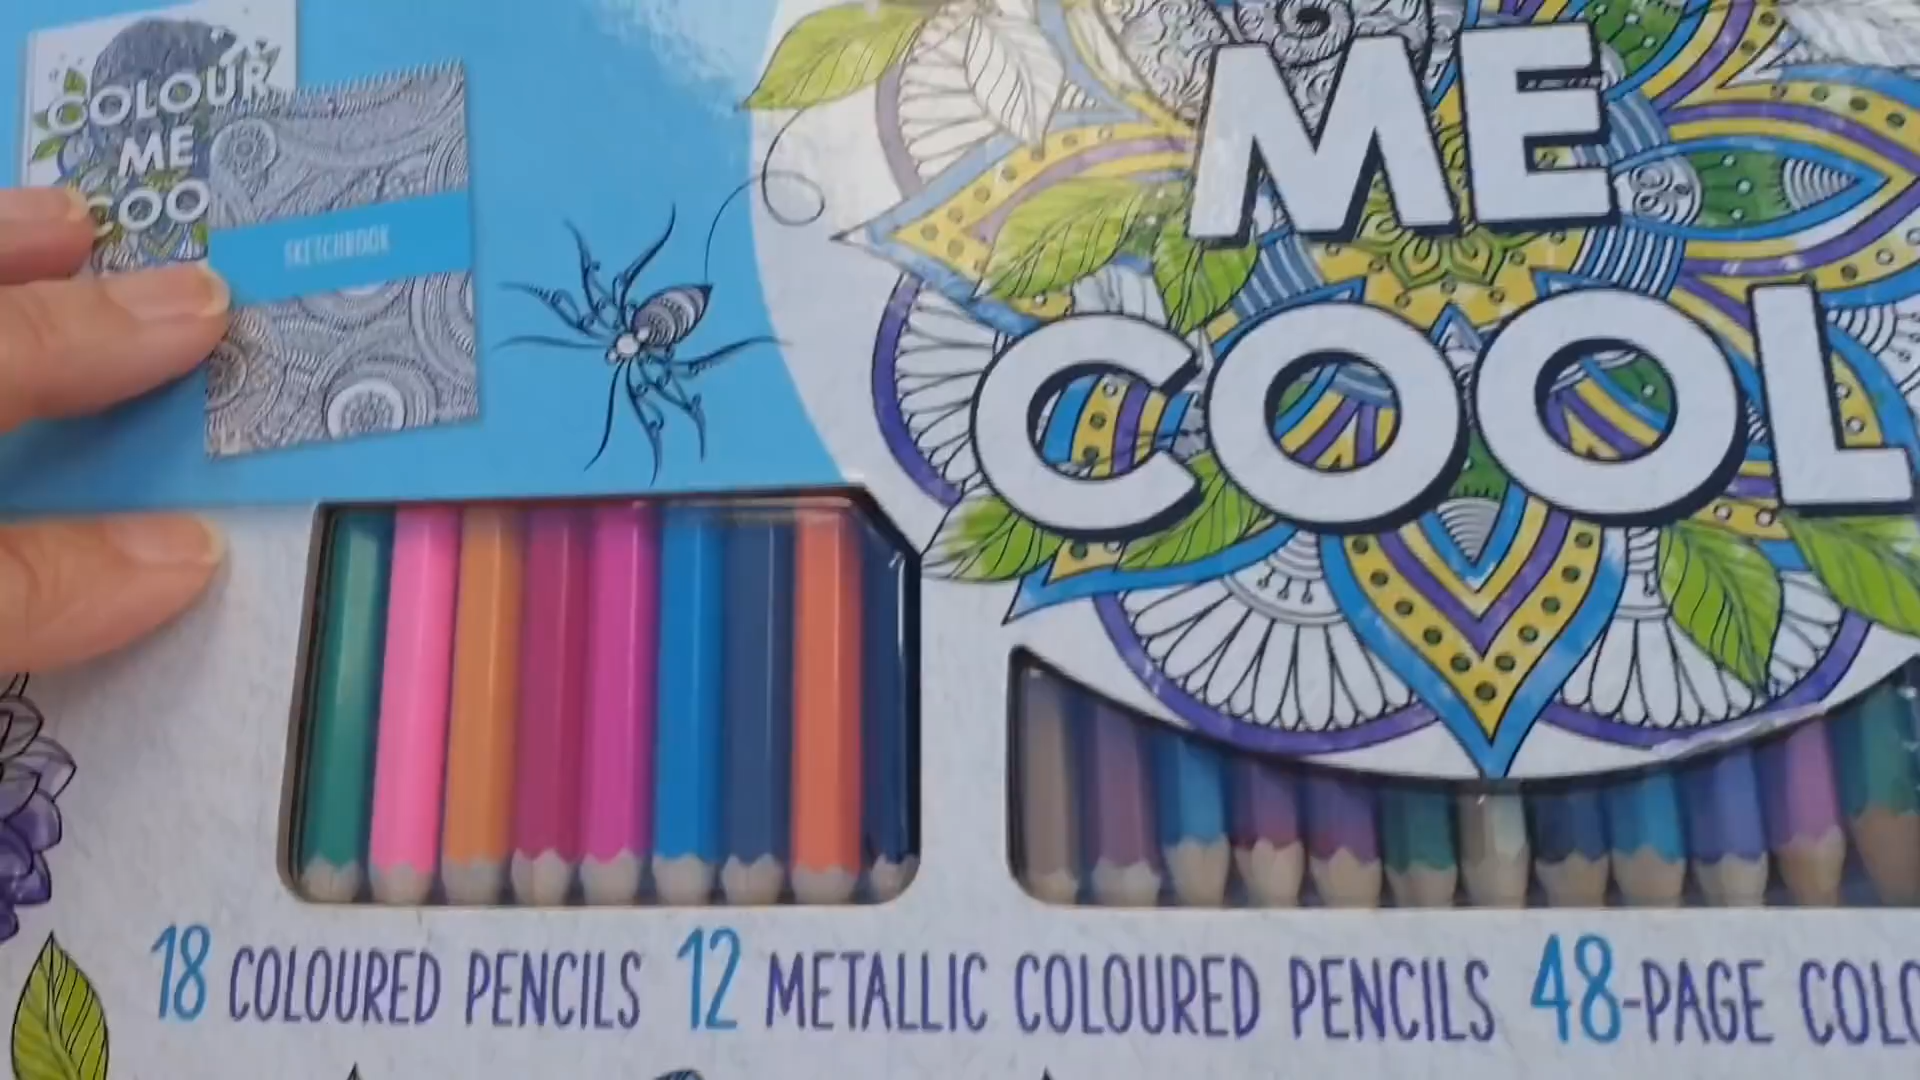 COLOUR
ME
COO
SKETCHBOOK
ME
COOL
18 COLOURED PENCILS 12 METALLIC COLOURED PENCILS 48-PAGE COLO